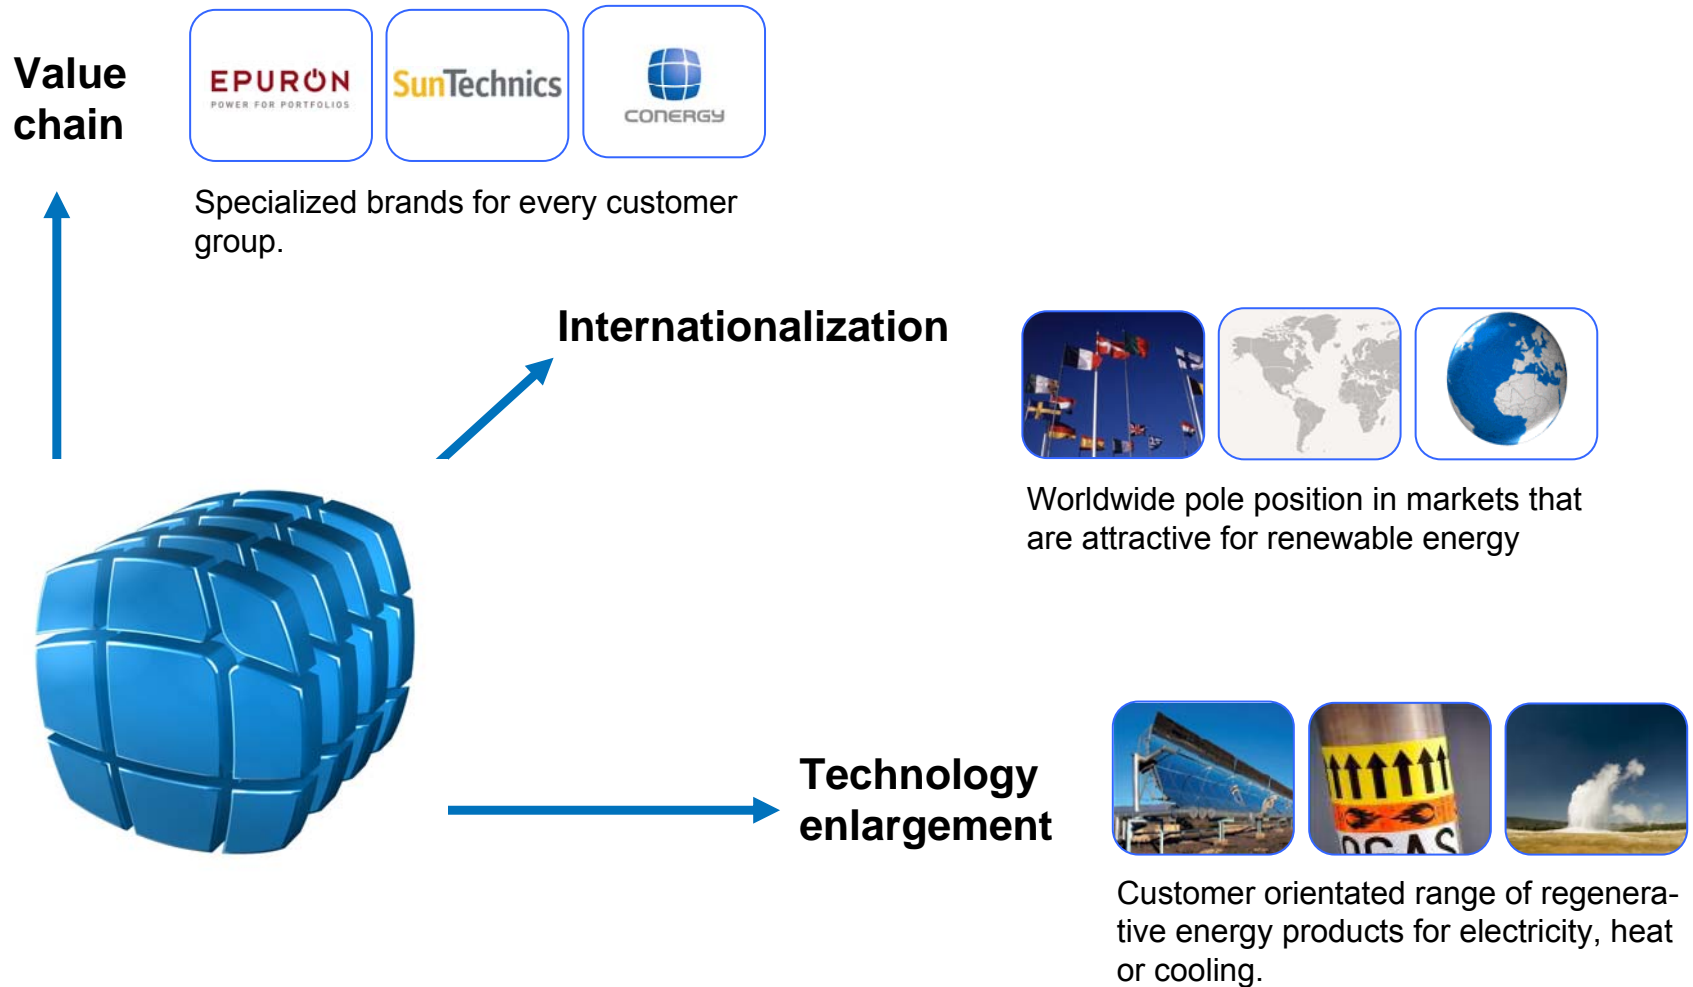 Value
chain
EPURON
POWER FOR PORTFOLIOS
SunTechnics
CONERGY
Specialized brands for every customer
group.
Internationalization
Worldwide pole position in markets that
are attractive for renewable energy
Technology
enlargement
OGAS
Customer orientated range of regenera-
tive energy products for electricity, heat
or cooling.